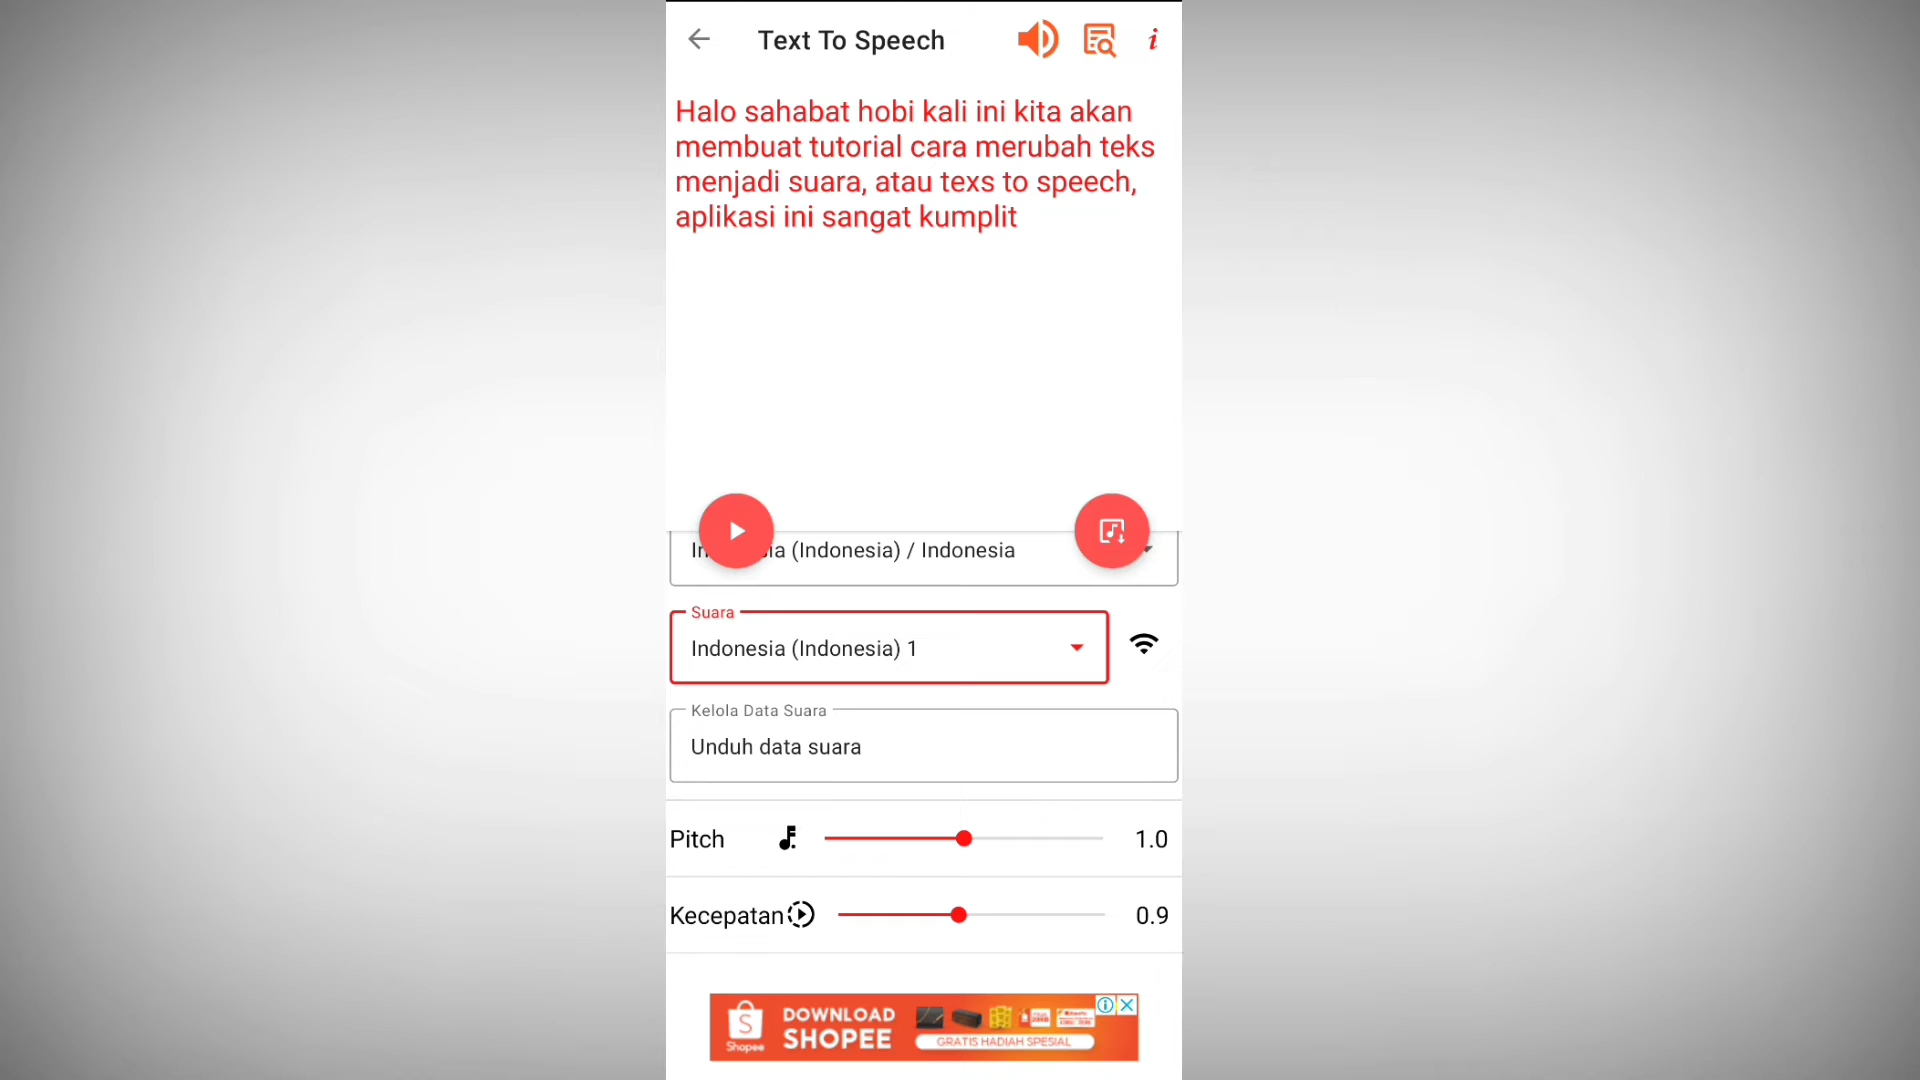 Text To Speech
i
Halo sahabat hobi kali ini kita akan
membuat tutorial cara merubah teks
menjadi suara, atau texs to speech,
aplikasi ini sangat kumplit
(Indonesia) / Indonesia
Suara
Indonesia (Indonesia) 1
Kelola Data Suara
Unduh data suara
Pitch 1.0
Kecepatan 0.9
DOWNLOAD
SHOPEE
Shopee
GRATIS HADIAH SPESIAL